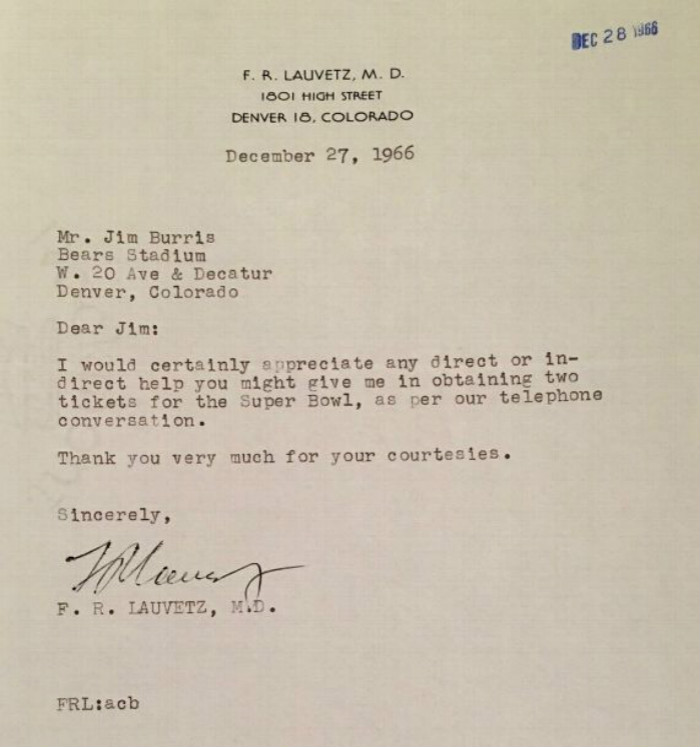 DEC 28 1966
F. R. LAUVETZ, M. D.
1801 HIGH STREET
DENVER 18, COLORADO
December 27, 1966
Mr. Jim Burris
Bears Stadium
W. 20 Ave & Decatur
Denver, Colorado
Dear Jim:
I would certainly appreciate any direct or in-
direct help you might give me in obtaining two
tickets for the Super Bowl, as per our telephone
conversation.
Thank you very much for your courtesies.
Sincerely,
F. R. LAUVETZ, M.D.
FRL:acb